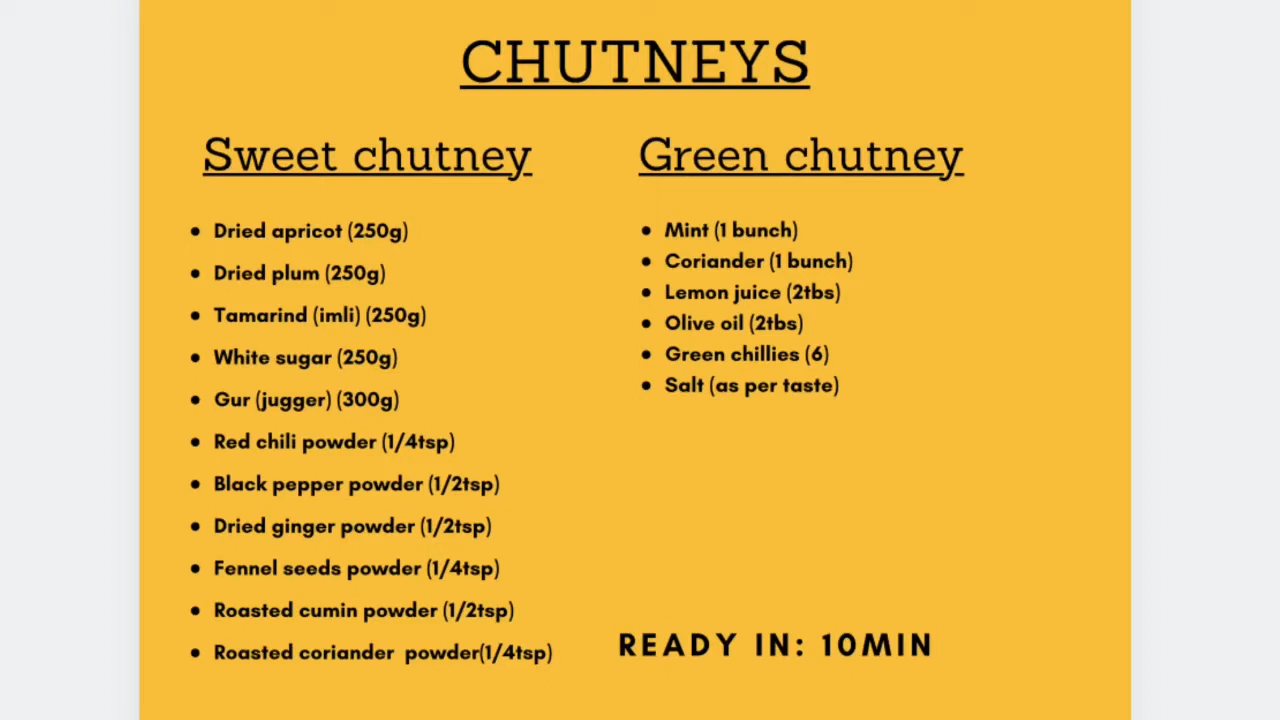 CHUTNEYS
Sweet chutney
Dried apricot (250g)
Dried plum (250g)
Tamarind (imli) (250g)
White sugar (250g)
Gur (jugger) (300g)
Red chili powder (1/4tsp)
Black pepper powder (1/2tsp)
Dried ginger powder (1/2tsp)
Fennel seeds powder (1/4tsp)
Roasted cumin powder (1/2tsp)
Roasted coriander powder(1/4tsp)
Green chutney
Mint (1 bunch)
Coriander (1 bunch)
Lemon juice (2tbs)
Olive oil (2tbs)
Green chillies (6)
Salt (as per taste)
READY IN: 10MIN